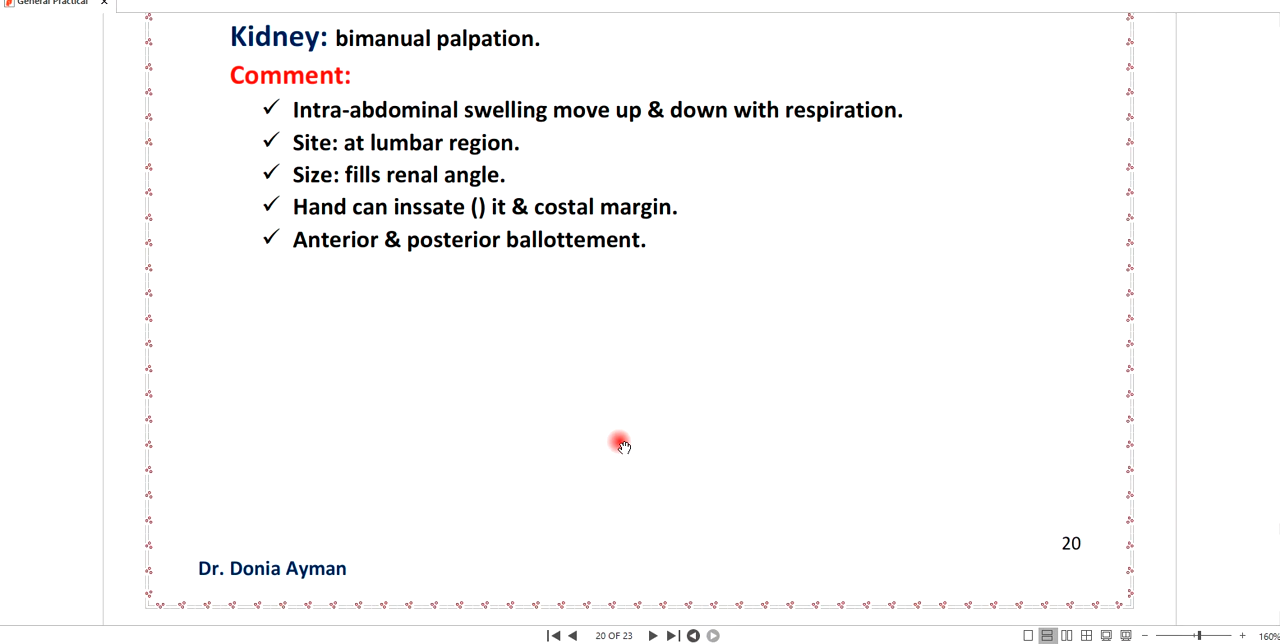 General Practical
Kidney: bimanual palpation.
Comment:
✓ Intra-abdominal swelling move up & down with respiration.
✓ Site: at lumbar region.
✓ Size: fills renal angle.
✓ Hand can inssate () it & costal margin.
✓ Anterior & posterior ballottement.
20
Dr. Donia Ayman
20 OF 23
160%